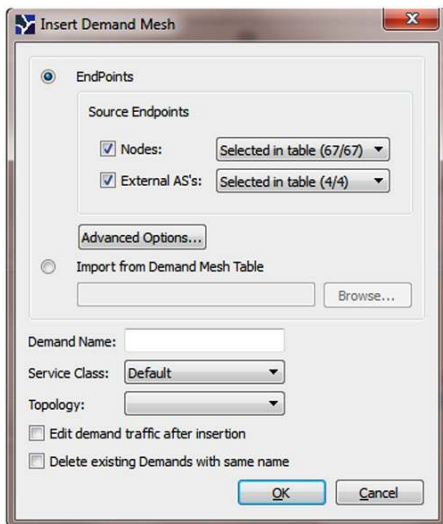 Insert Demand Mesh
EndPoints
Source Endpoints
Nodes: Selected in table (67/67)
External AS's: Selected in table (4/4)
Advanced Options...
Import from Demand Mesh Table
Browse...
Demand Name:
Service Class: Default
Topology:
Edit demand traffic after insertion
Delete existing Demands with same name
OK Cancel